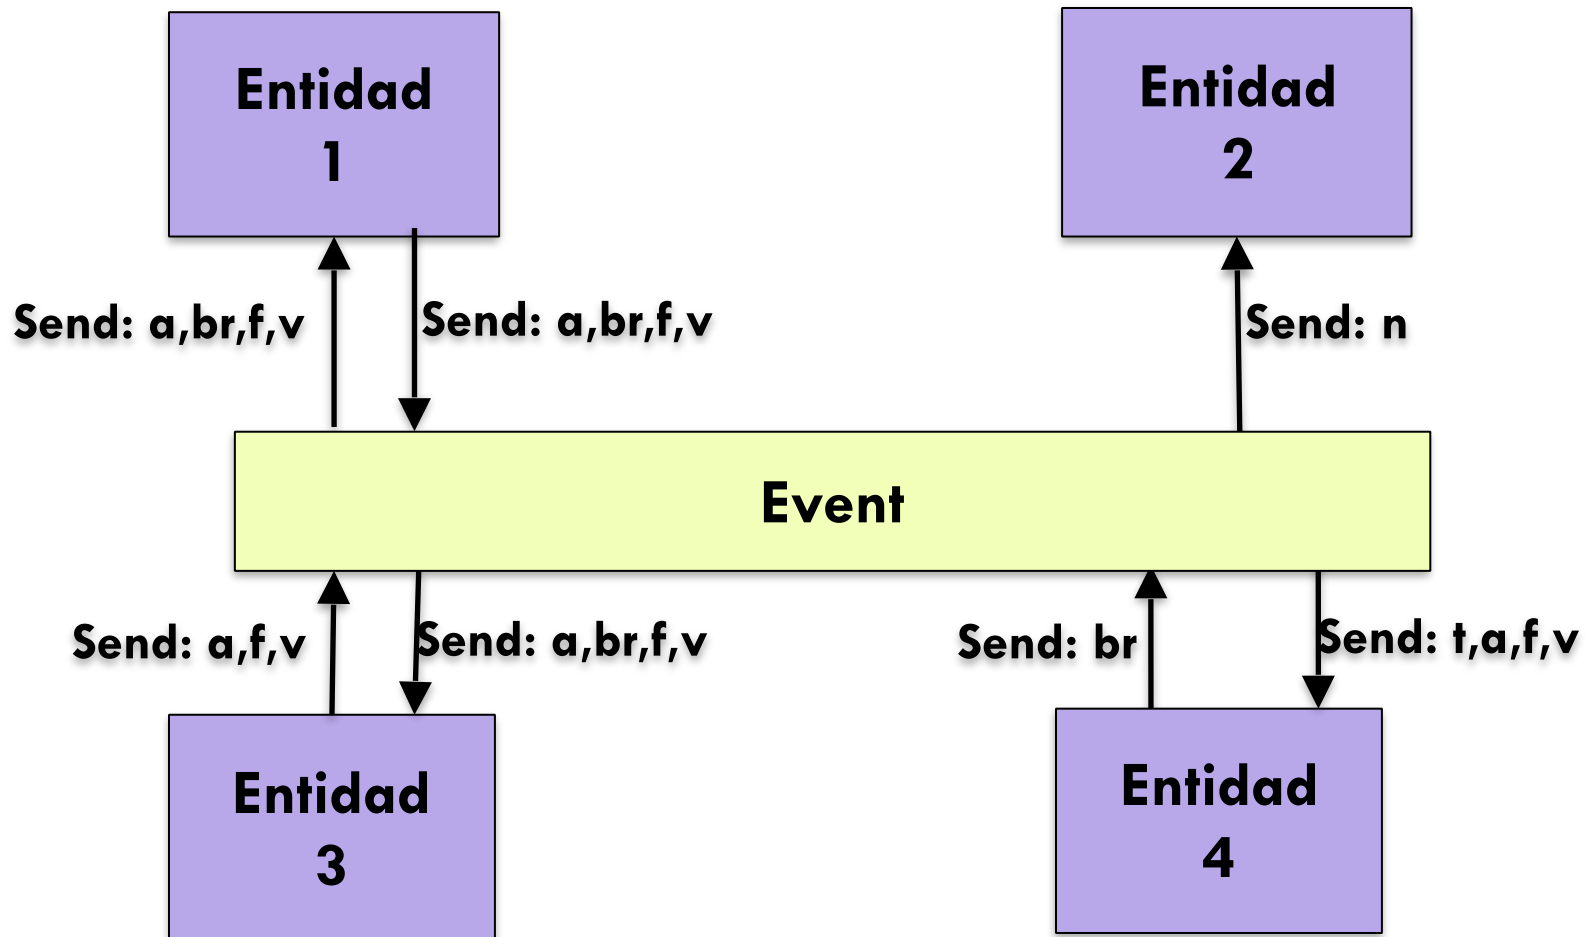 Entidad
1
Entidad
2
Send: a,br,f,v
Send: a,br,f,v
Send: n
Event
Send: a,f,v
Send: a,br,f,v
Send: br
Send: t,a,f,v
Entidad
3
Entidad
4